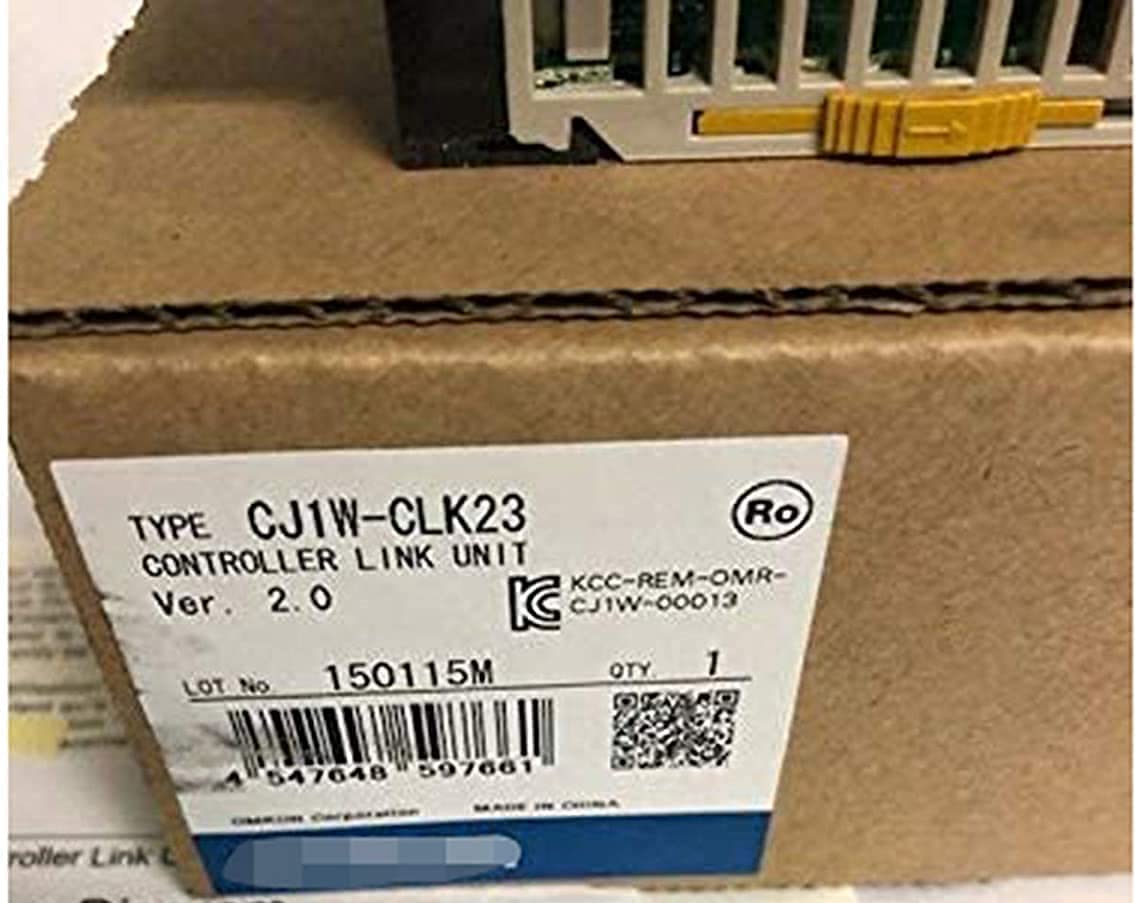 TYPE CJ1W-CLK23
CONTROLLER LINK UNIT
Ver. 2.0
KCC-REM-OMR-
CJ1W-00013
Ro
LOT No 150115M
QTY. 1
4 547648 597661
OMRON Corporation
MADE IN CHINA
roller Link